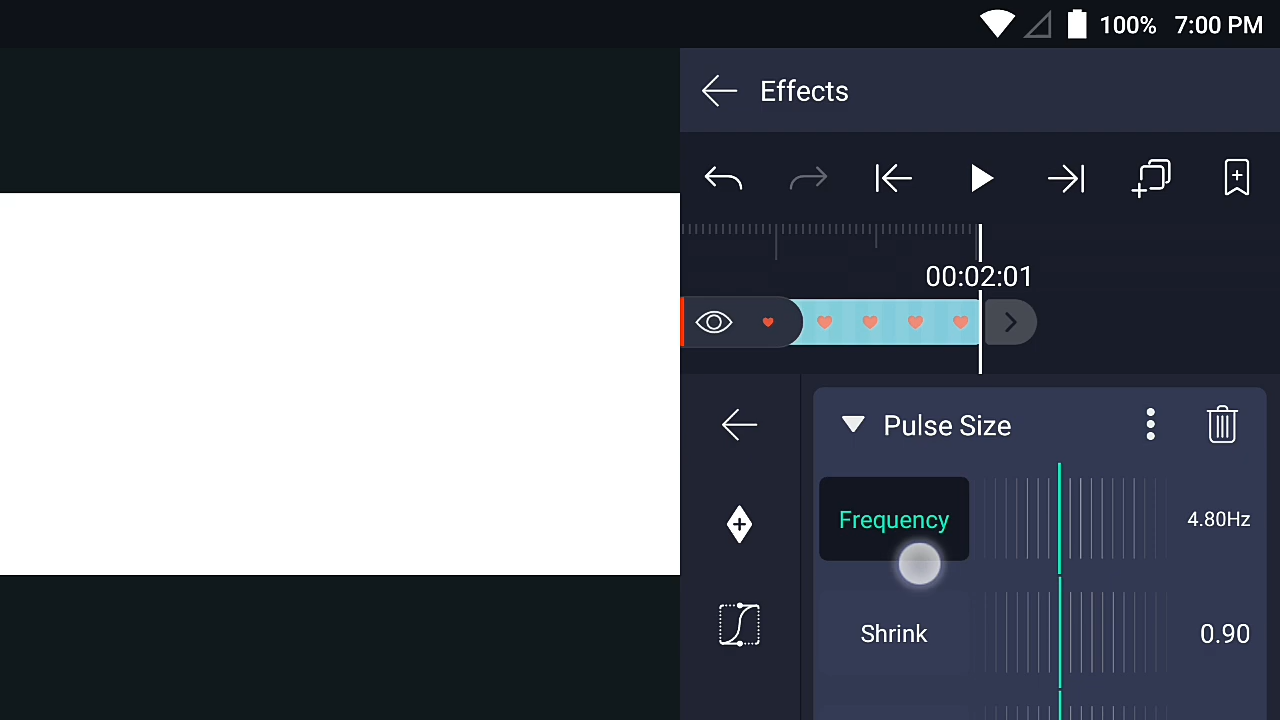 100% 7:00 PM
Effects
00:02:01
Pulse Size
Frequency 4.80Hz
Shrink 0.90